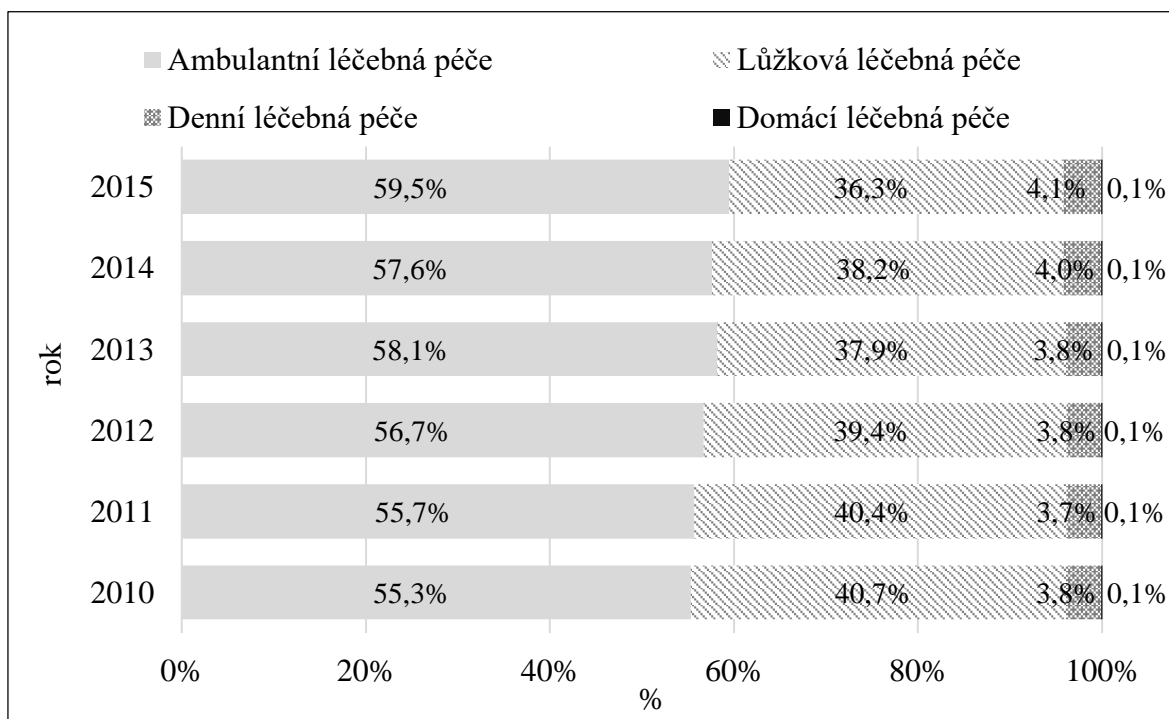 Ambulantní léčebná péče Lůžková léčebná péče
Denní léčebná péče Domácí léčebná péče
2015 59,5% 36,3% 4,1% 0,1%
2014 57,6% 38,2% 4,0% 0,1%
2013 58,1% 37,9% 3,8% 0,1%
2012 56,7% 39,4% 3,8% 0,1%
2011 55,7% 40,4% 3,7% 0,1%
2010 55,3% 40,7% 3,8% 0,1%
rok
0% 20% 40% 60% 80% 100%
%